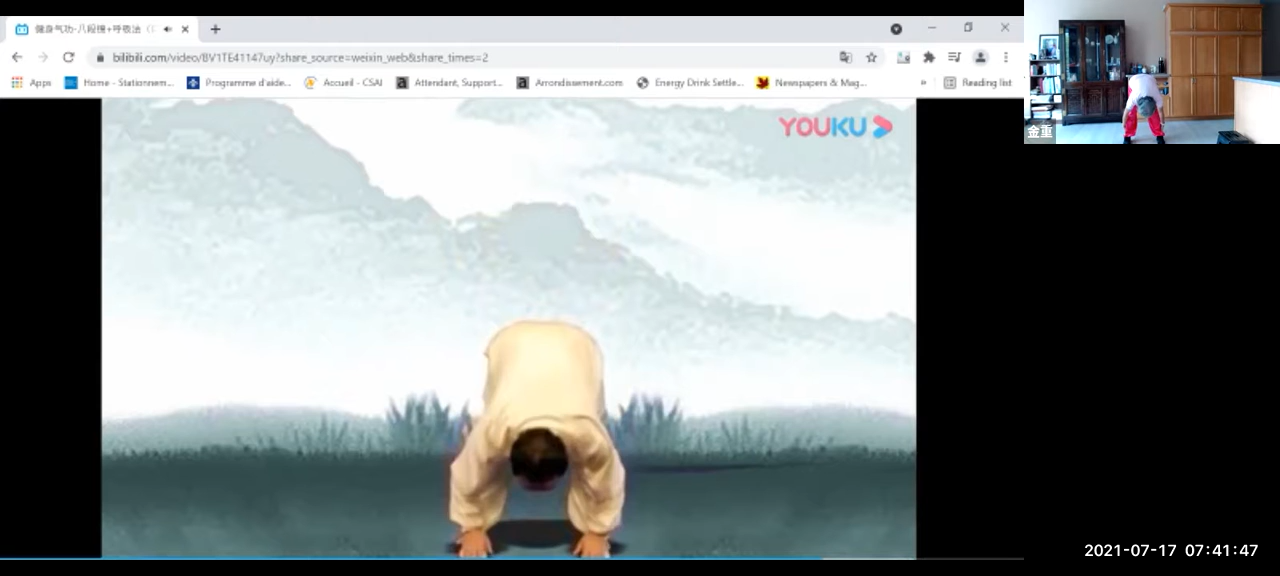 健身气功·八段锦+呼吸法
bilibili.com/video/BV1TE41147uy?share_source=weixin_web&share_times=2
Apps
Home - Stationnem...
Programme d'aide...
Accueil - CSAI
Attendant, Support...
Arrondissement.com
Energy Drink Settle...
Newspapers & Mag...
»
Reading list
YOUKU
金重
2021-07-17 07:41:47